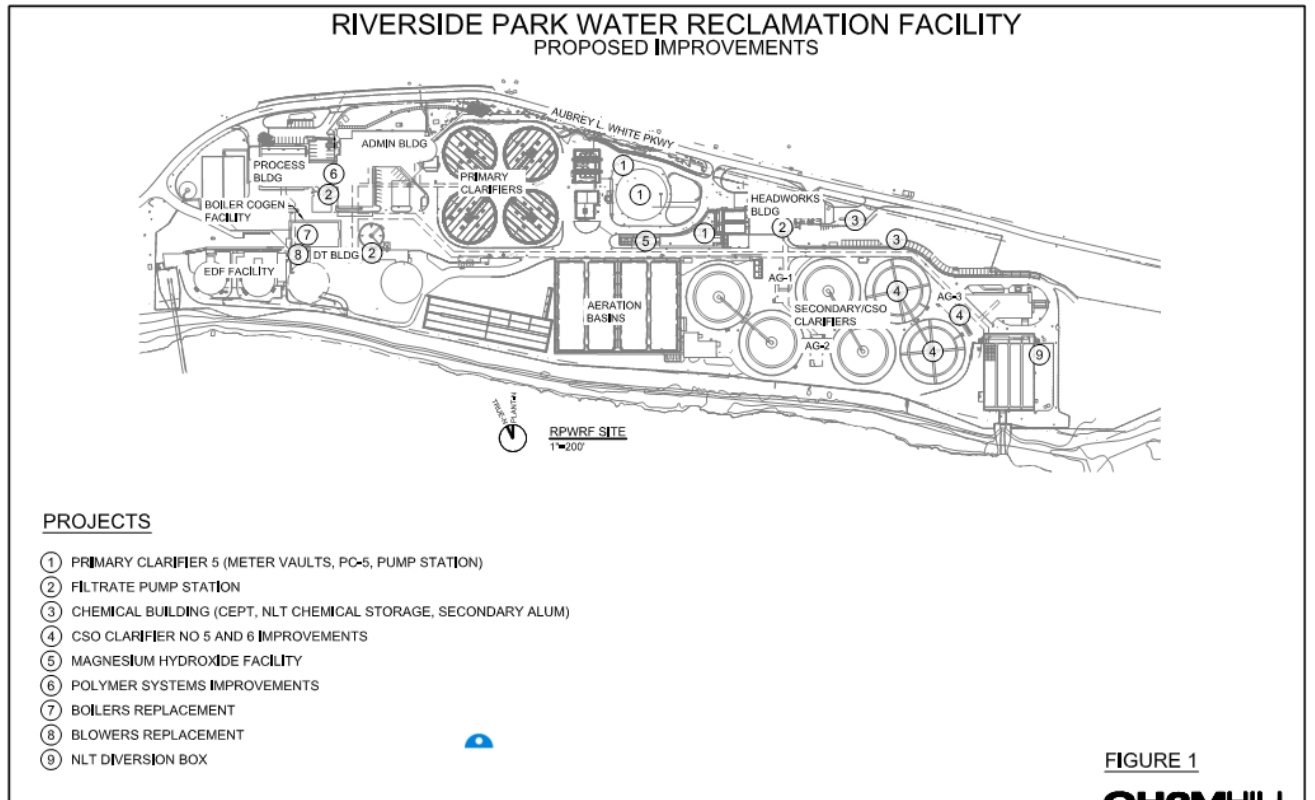 RIVERSIDE PARK WATER RECLAMATION FACILITY
PROPOSED IMPROVEMENTS
AUBREY L. WHITE PKWY
ADMIN BLDG
PROCESS
BLDG
6
2
BOILER COGEN
FACILITY
7
8
DT BLDG
2
EDF FACILITY
PRIMARY
CLARIFIERS
1
1
1
5
HEADWORKS
BLDG
2
3
3
AERATION
BASINS
AG-1
SECONDARY/CSO
CLARIFIERS
AG-2
4
AG-3
4
4
9
TRUE-N
PLANT-N
RPWRF SITE
1"=200'
PROJECTS
1 PRIMARY CLARIFIER 5 (METER VAULTS, PC-5, PUMP STATION)
2 FILTRATE PUMP STATION
3 CHEMICAL BUILDING (CEPT, NLT CHEMICAL STORAGE, SECONDARY ALUM)
4 CSO CLARIFIER NO 5 AND 6 IMPROVEMENTS
5 MAGNESIUM HYDROXIDE FACILITY
6 POLYMER SYSTEMS IMPROVEMENTS
7 BOILERS REPLACEMENT
8 BLOWERS REPLACEMENT
9 NLT DIVERSION BOX
FIGURE 1
CH2MHILL